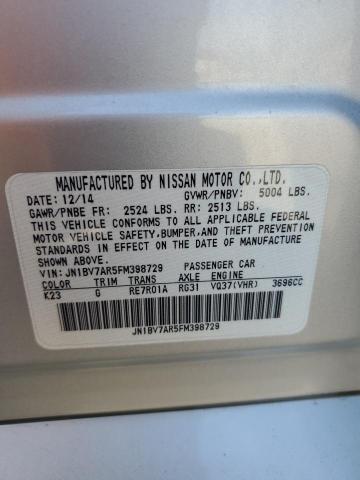 MANUFACTURED BY NISSAN MOTOR CO.,LTD.
DATE: 12/14 GVWR/PNBV: 5004 LBS.
GAWR/PNBE FR: 2524 LBS. RR: 2513 LBS.
THIS VEHICLE CONFORMS TO ALL APPLICABLE FEDERAL
MOTOR VEHICLE SAFETY,BUMPER,AND THEFT PREVENTION
STANDARDS IN EFFECT ON THE DATE OF MANUFACTURE
SHOWN ABOVE.
VIN: JN1BV7AR5FM398729 PASSENGER CAR
COLOR TRIM TRANS AXLE ENGINE
K23 G RE7R01A RG31 VQ37(VHR) 3696CC
JN1BV7AR5FM398729